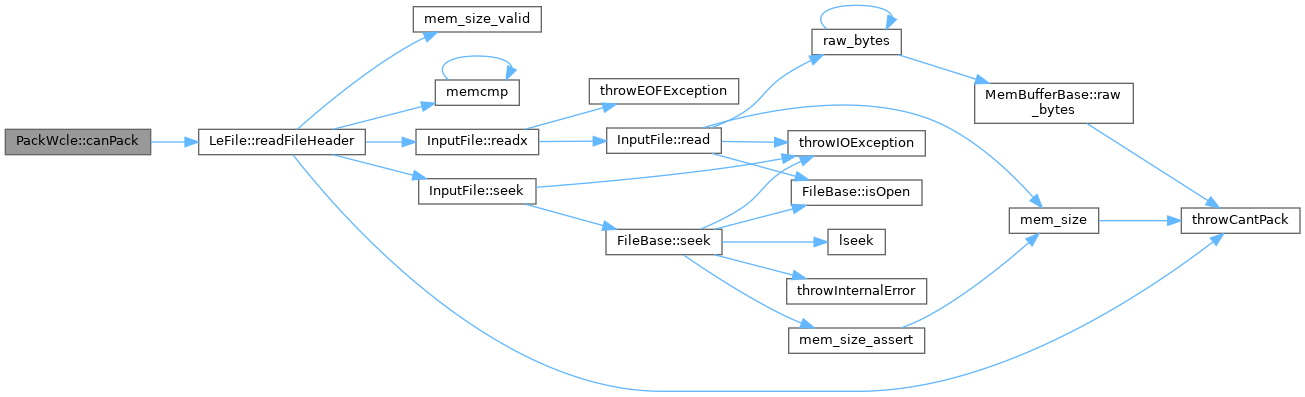 PackWcle::canPack
LeFile::readFileHeader
mem_size_valid
memcmp
InputFile::readx
InputFile::seek
throwEOFException
InputFile::read
FileBase::seek
raw_bytes
throwIOException
FileBase::isOpen
lseek
throwInternalError
mem_size_assert
MemBufferBase::raw
_bytes
mem_size
throwCantPack